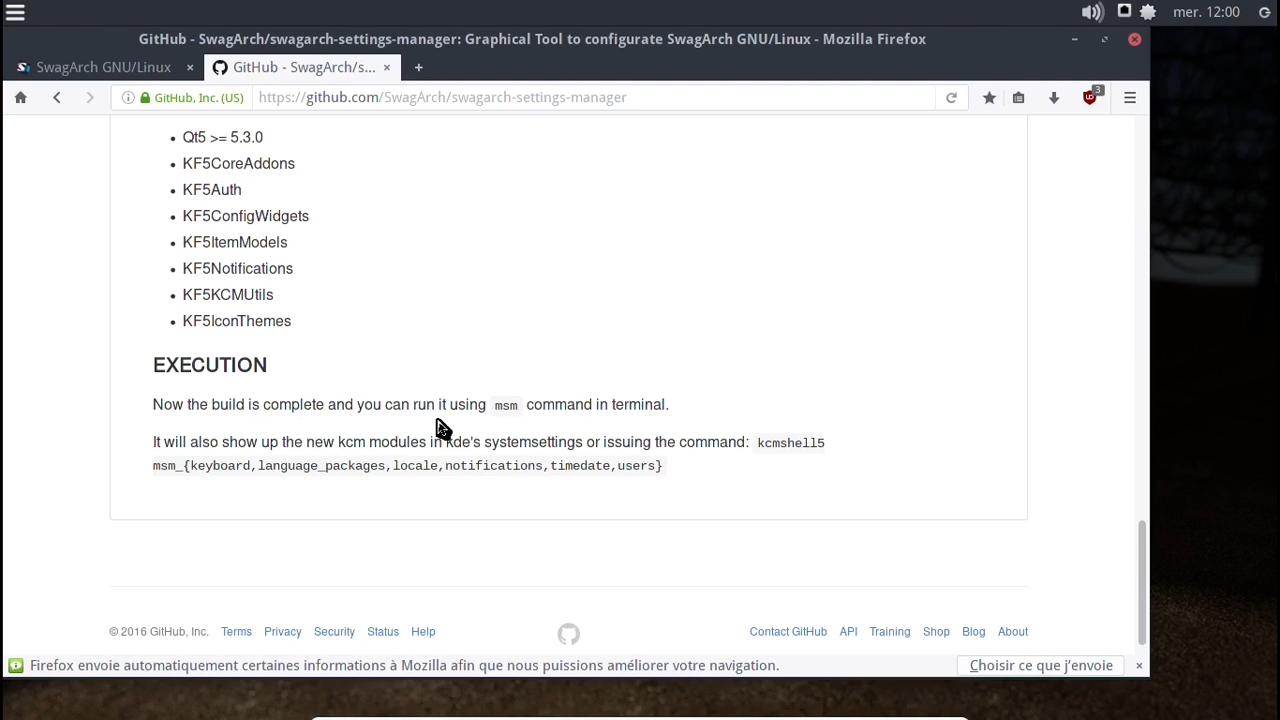 mer. 12:00
GitHub - SwagArch/swagarch-settings-manager: Graphical Tool to configurate SwagArch GNU/Linux - Mozilla Firefox
SwagArch GNU/Linux × GitHub - SwagArch/s... × +
GitHub, Inc. (US) https://github.com/SwagArch/swagarch-settings-manager 3
• Qt5 >= 5.3.0
• KF5CoreAddons
• KF5Auth
• KF5ConfigWidgets
• KF5ItemModels
• KF5Notifications
• KF5KCMUtils
• KF5IconThemes
EXECUTION
Now the build is complete and you can run it using msm command in terminal.
It will also show up the new kcm modules in kde's systemsettings or issuing the command: kcmshell5
msm_{keyboard,language_packages,locale,notifications,timedate,users}
© 2016 GitHub, Inc. Terms Privacy Security Status Help Contact GitHub API Training Shop Blog About
Firefox envoie automatiquement certaines informations à Mozilla afin que nous puissions améliorer votre navigation. Choisir ce que j’envoie ×